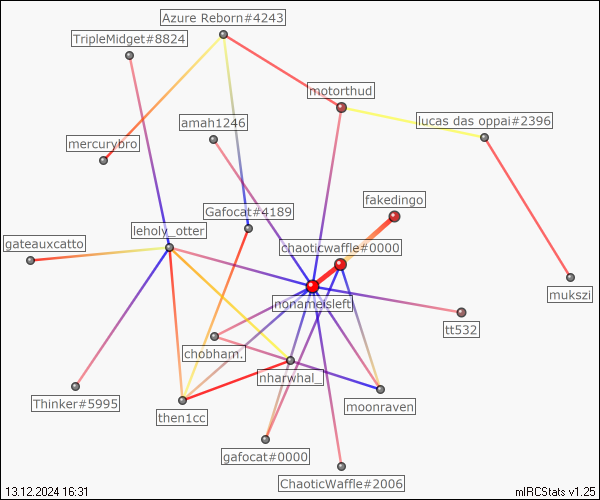 Azure Reborn#4243
TripleMidget#8824
motorthud
lucas das oppai#2396
amah1246
mercurybro
fakedingo
Gafocat#4189
leholy_otter
gateauxcatto
chaoticwaffle#0000
mukszi
nonameisleft
tt532
chobham.
nharwhal_
Thinker#5995
then1cc
moonraven
gafocat#0000
ChaoticWaffle#2006
13.12.2024 16:31
mIRCStats v1.25